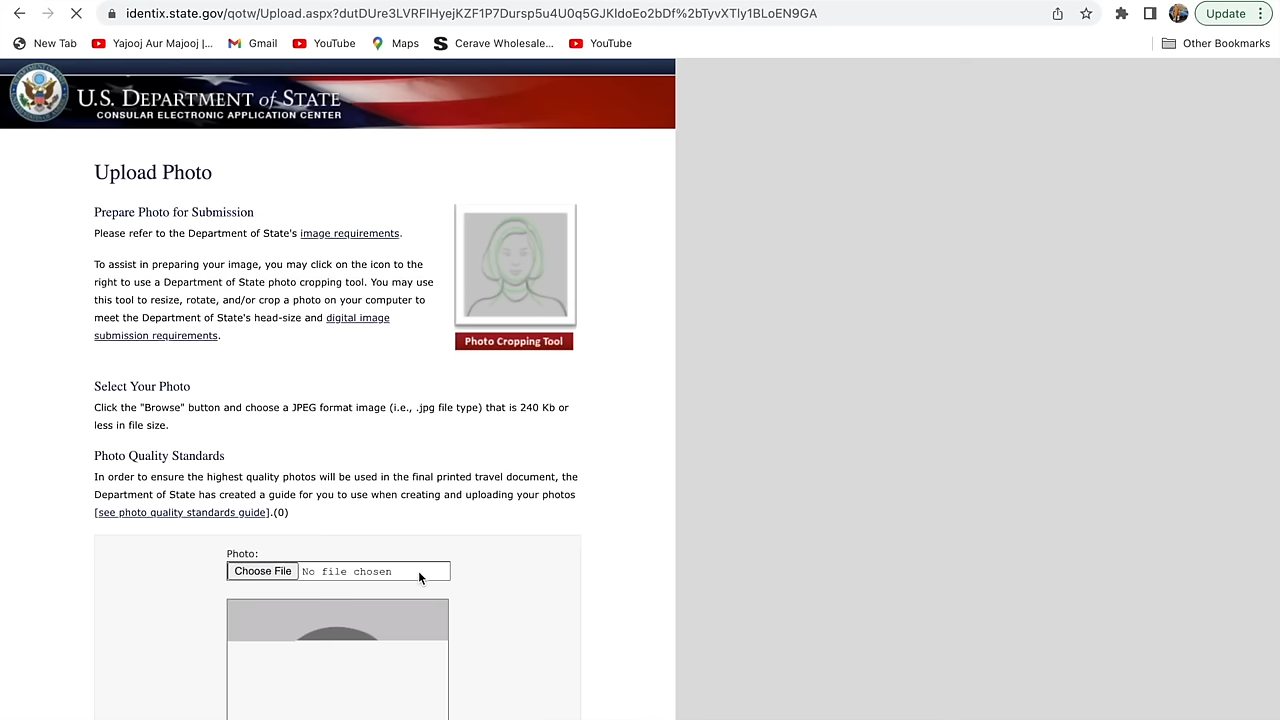 identix.state.gov/qotw/Upload.aspx?dutDUre3LVRFIHyejKZF1P7Dursp5u4U0q5GJKIdoEo2bDf%2bTyvXTIy1BLoEN9GA
Update
New Tab
Yajooj Aur Majooj |...
Gmail
YouTube
Maps
Cerave Wholesale...
YouTube
Other Bookmarks
U.S. DEPARTMENT of STATE
CONSULAR ELECTRONIC APPLICATION CENTER
Upload Photo
Prepare Photo for Submission
Please refer to the Department of State's image requirements.
To assist in preparing your image, you may click on the icon to the
right to use a Department of State photo cropping tool. You may use
this tool to resize, rotate, and/or crop a photo on your computer to
meet the Department of State's head-size and digital image
submission requirements.
Photo Cropping Tool
Select Your Photo
Click the "Browse" button and choose a JPEG format image (i.e., .jpg file type) that is 240 Kb or
less in file size.
Photo Quality Standards
In order to ensure the highest quality photos will be used in the final printed travel document, the
Department of State has created a guide for you to use when creating and uploading your photos
[see photo quality standards guide].(0)
Photo:
Choose File No file chosen